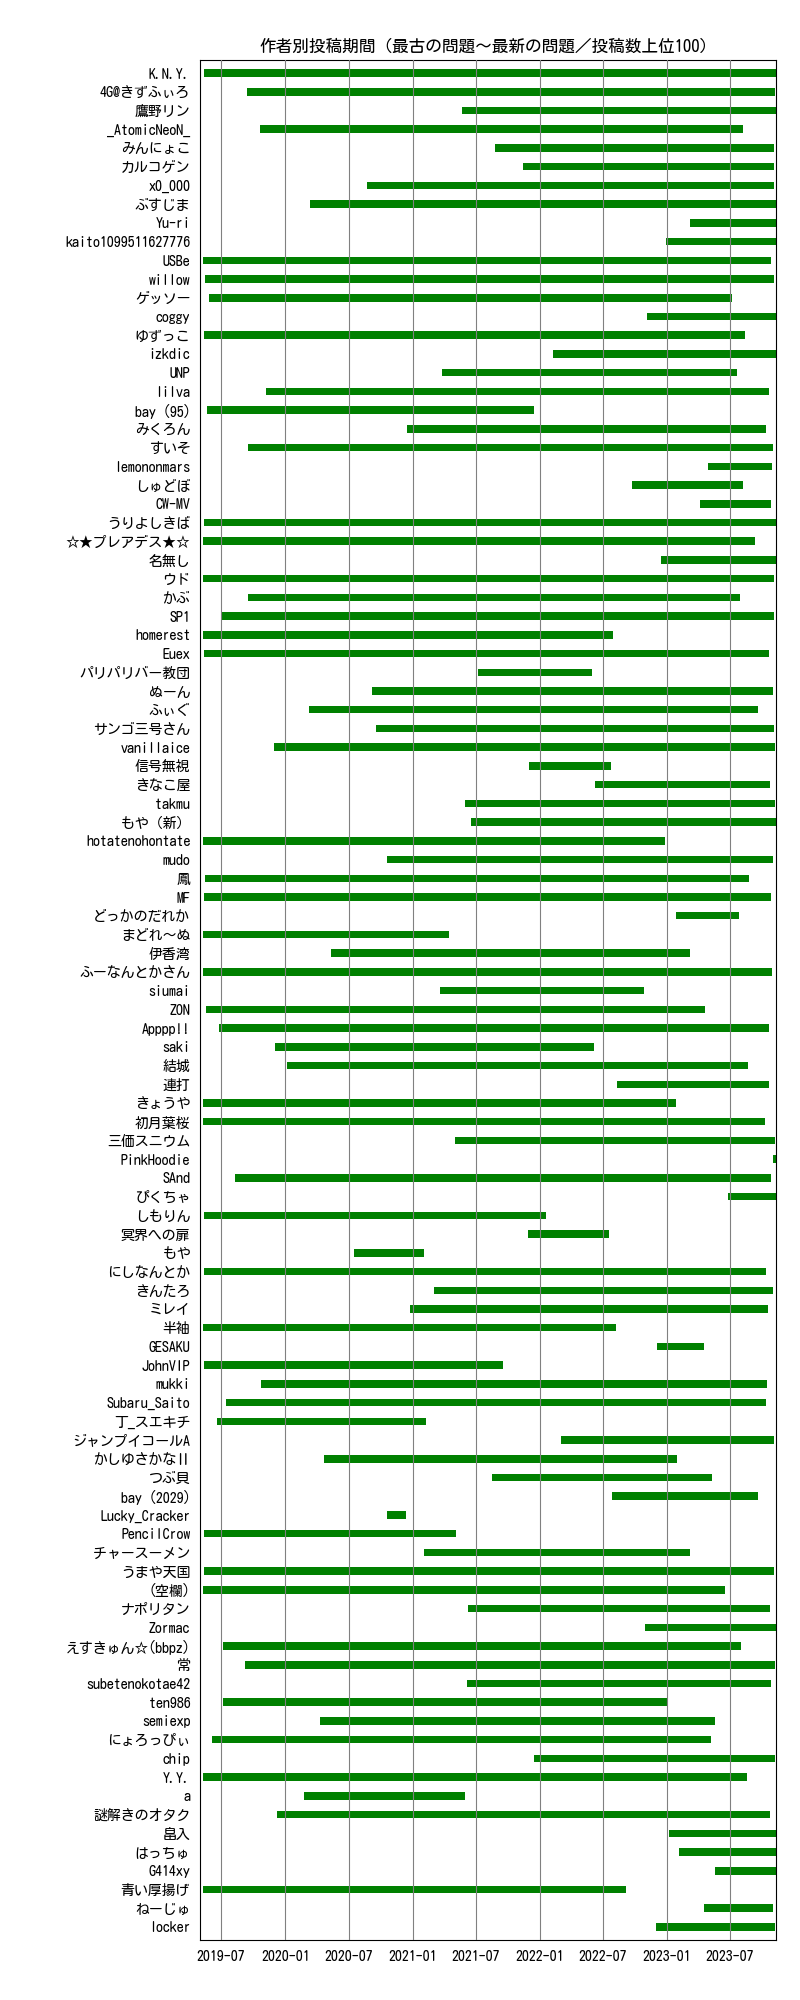 作者別投稿期間（最古の問題～最新の問題／投稿数上位100）
K.N.Y.
4G@きずふぃろ
鷹野リン
_AtomicNeoN_
みんにょこ
カルコゲン
x0_000
ぶすじま
Yu-ri
kaito1099511627776
USBe
willow
ゲッソー
coggy
ゆずっこ
izkdic
UNP
lilva
bay (95)
みくろん
すいそ
lemononmars
しゅどぼ
CW-MV
うりよしきば
☆★プレアデス★☆
名無し
ウド
かぶ
SP1
homerest
Euex
パリパリバー教団
ぬーん
ふぃぐ
サンゴ三号さん
vanillaice
信号無視
きなこ屋
takmu
もや（新）
hotatenohontate
mudo
鳳
MF
どっかのだれか
まどれ～ぬ
伊香湾
ふーなんとかさん
siumai
ZON
AppppII
saki
結城
連打
きょうや
初月葉桜
三価スニウム
PinkHoodie
SAnd
ぴくちゃ
しもりん
冥界への扉
もや
にしなんとか
きんたろ
ミレイ
半袖
GESAKU
JohnVIP
mukki
Subaru_Saito
丁_スエキチ
ジャンプイコールA
かしゆさかなⅡ
つぶ貝
bay (2029)
Lucky_Cracker
PencilCrow
チャースーメン
うまや天国
(空欄)
ナポリタン
Zormac
えすきゅん☆(bbpz)
常
subetenokotae42
ten986
semiexp
にょろっぴぃ
chip
Y.Y.
a
謎解きのオタク
畠入
はっちゅ
G414xy
青い厚揚げ
ねーじゅ
locker
2019-07 2020-01 2020-07 2021-01 2021-07 2022-01 2022-07 2023-01 2023-07